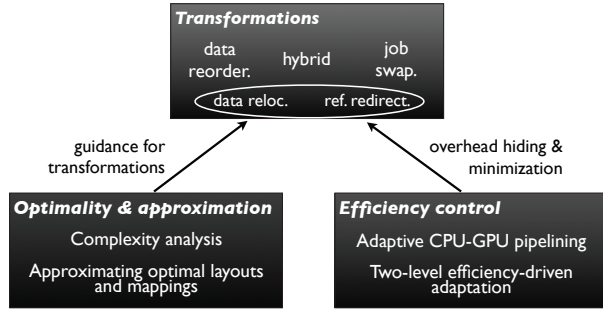 Transformations
data reorder.
hybrid
job swap.
data reloc. ref. redirect.
guidance for
transformations
overhead hiding &
minimization
Optimality & approximation
Complexity analysis
Approximating optimal layouts
and mappings
Efficiency control
Adaptive CPU-GPU pipelining
Two-level efficiency-driven
adaptation